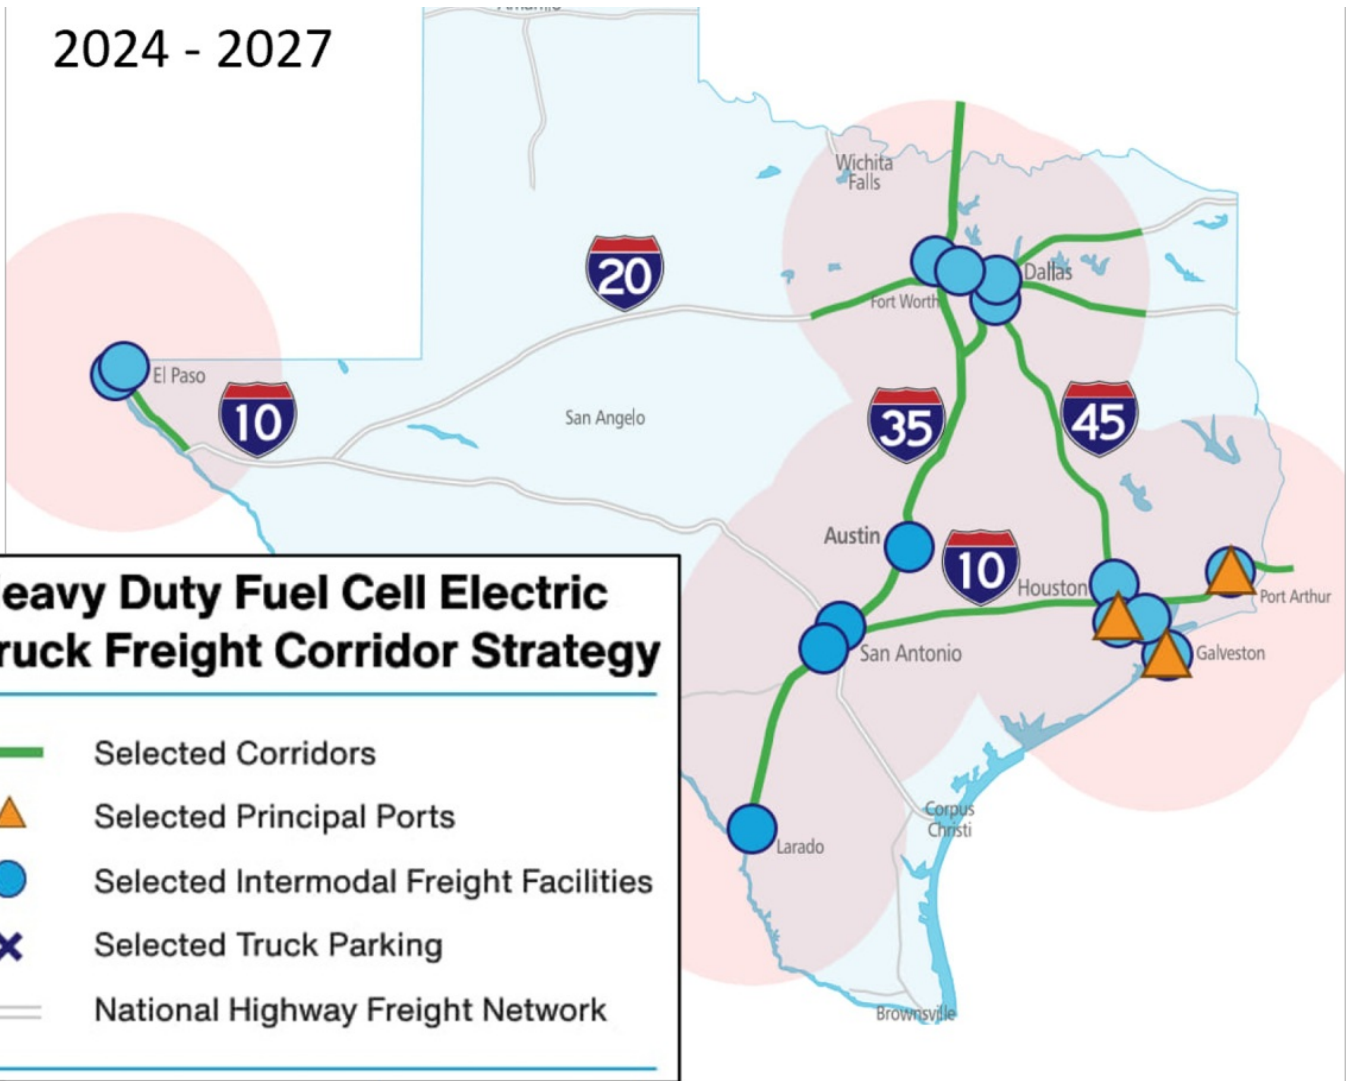 2024 - 2027
Wichita
Falls
20
Dallas
Fort Worth
El Paso
10
San Angelo
35
45
Austin
10
Houston
Port Arthur
San Antonio
Galveston
Corpus
Christi
Larado
Brownsville
eavy Duty Fuel Cell Electric
ruck Freight Corridor Strategy
Selected Corridors
Selected Principal Ports
Selected Intermodal Freight Facilities
Selected Truck Parking
National Highway Freight Network